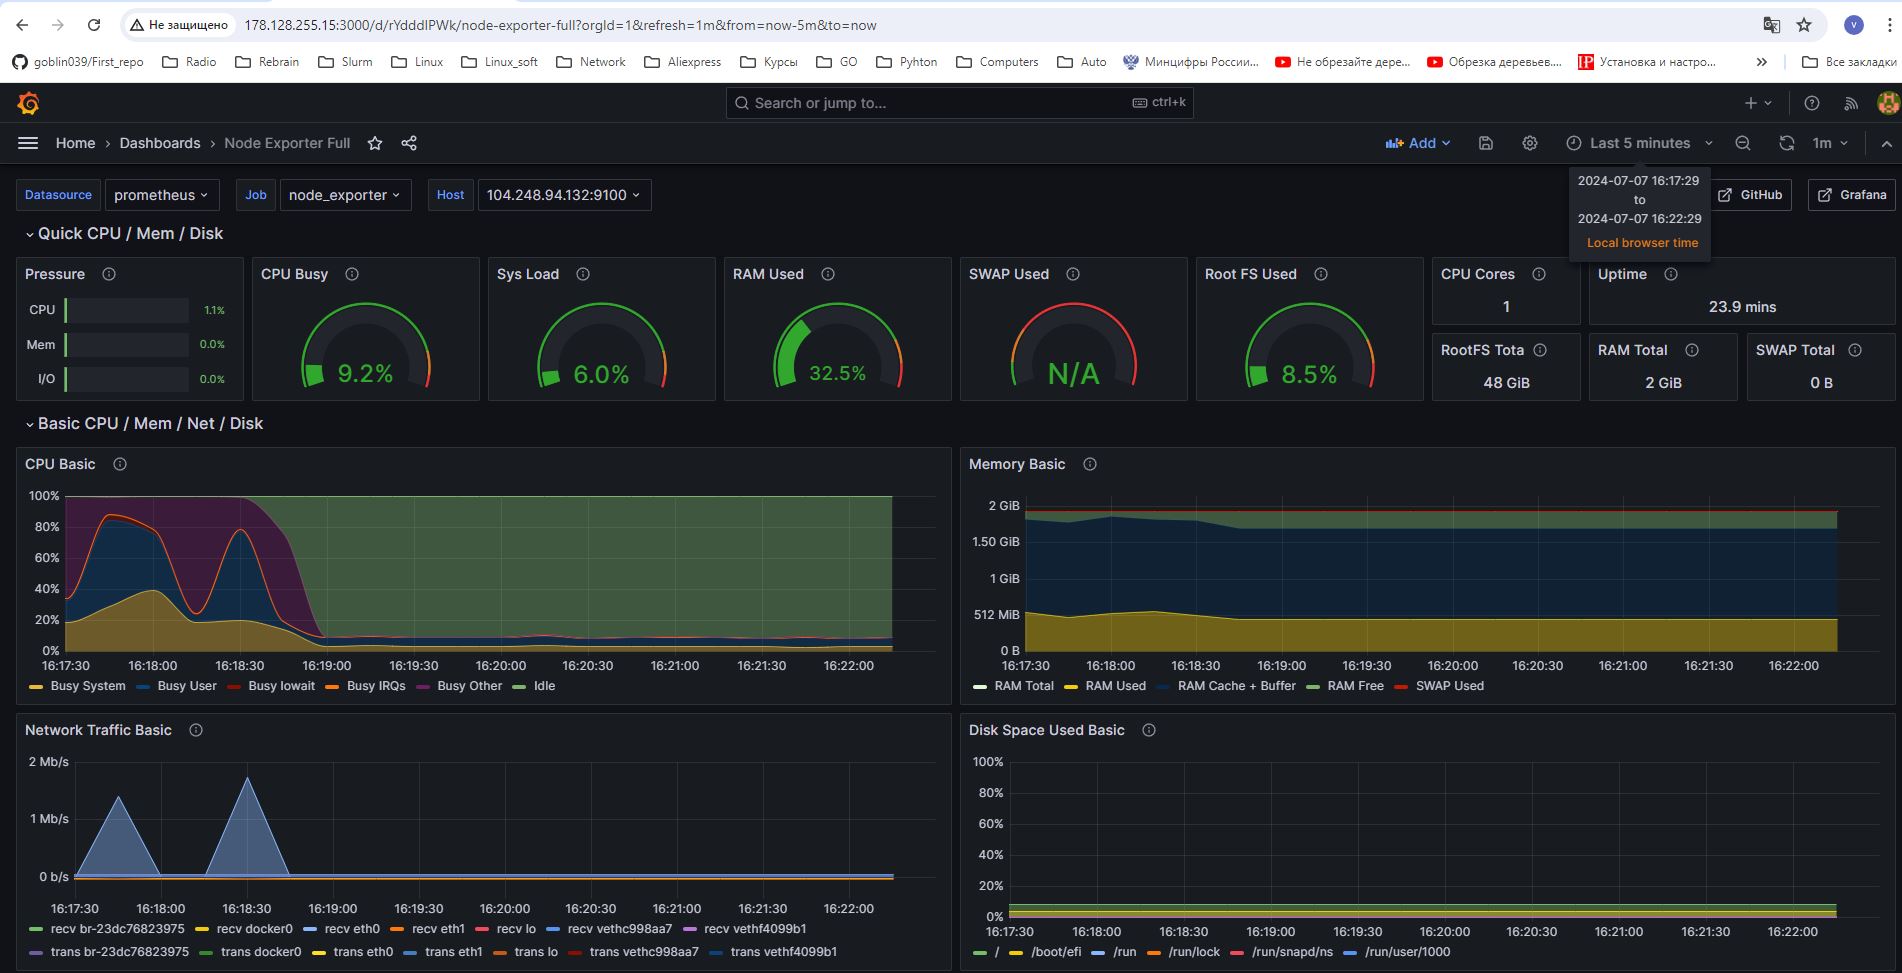 Не защищено 178.128.255.15:3000/d/rYdddlPWk/node-exporter-full?orgId=1&refresh=1m&from=now-5m&to=now V
goblin039/First_repo Radio Rebrain Slurm Linux Linux_soft Network Aliexpress Курсы GO Pyhton Computers Auto Минцифры России... Не обрезайте дере... Обрезка деревьев.... Установка и настро... » Все закладки
Search or jump to... ctrl+k
Home › Dashboards › Node Exporter Full Add Last 5 minutes 1m
2024-07-07 16:17:29
to
2024-07-07 16:22:29
Local browser time
Datasource prometheus Job node_exporter Host 104.248.94.132:9100 GitHub Grafana
Quick CPU / Mem / Disk
Pressure
CPU 1.1%
Mem 0.0%
I/O 0.0%
CPU Busy
9.2%
Sys Load
6.0%
RAM Used
32.5%
SWAP Used
N/A
Root FS Used
8.5%
CPU Cores
1
Uptime
23.9 mins
RootFS Tota
48 GiB
RAM Total
2 GiB
SWAP Total
0 B
Basic CPU / Mem / Net / Disk
CPU Basic
100%
80%
60%
40%
20%
0%
16:17:30 16:18:00 16:18:30 16:19:00 16:19:30 16:20:00 16:20:30 16:21:00 16:21:30 16:22:00
Busy System Busy User Busy Iowait Busy IRQs Busy Other Idle
Memory Basic
2 GiB
1.50 GiB
1 GiB
512 MiB
0 B
16:17:30 16:18:00 16:18:30 16:19:00 16:19:30 16:20:00 16:20:30 16:21:00 16:21:30 16:22:00
RAM Total RAM Used RAM Cache + Buffer RAM Free SWAP Used
Network Traffic Basic
2 Mb/s
1 Mb/s
0 b/s
16:17:30 16:18:00 16:18:30 16:19:00 16:19:30 16:20:00 16:20:30 16:21:00 16:21:30 16:22:00
recv br-23dc76823975 recv docker0 recv eth0 recv eth1 recv lo recv vethc998aa7 recv vethf4099b1
trans br-23dc76823975 trans docker0 trans eth0 trans eth1 trans lo trans vethc998aa7 trans vethf4099b1
Disk Space Used Basic
100%
80%
60%
40%
20%
0%
16:17:30 16:18:00 16:18:30 16:19:00 16:19:30 16:20:00 16:20:30 16:21:00 16:21:30 16:22:00
/ /boot/efi /run /run/lock /run/snapd/ns /run/user/1000